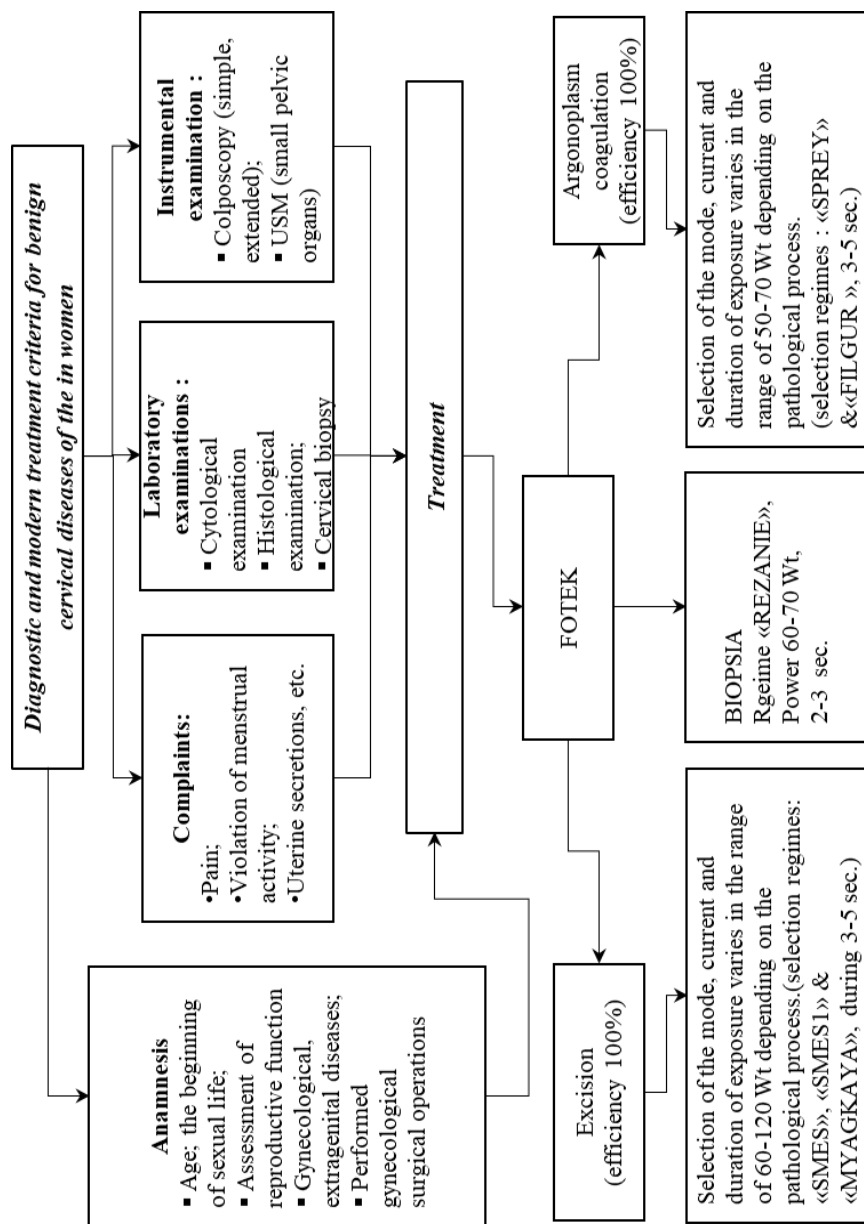 Diagnostic and modern treatment criteria for benign
cervical diseases of the in women
Anamnesis
▪ Age; the beginning
of sexual life;
▪ Assessment of
reproductive function
▪ Gynecological,
extragenital diseases;
▪ Performed
gynecological
surgical operations
Complaints:
•Pain;
•Violation of menstrual
activity;
•Uterine secretions, etc.
Laboratory
examinations :
▪ Cytological
examination
▪ Histological
examination;
▪ Cervical biopsy
Instrumental
examination :
▪ Colposcopy (simple,
extended);
▪ USM (small pelvic
organs)
Treatment
FOTEK
Excision
(efficiency 100%)
Argonoplasm
coagulation
(efficiency 100%)
Selection of the mode, current and
duration of exposure varies in the range
of 60-120 Wt depending on the
pathological process.(selection regimes:
«SMES», «SMES1» &
«MYAGKAYA», during 3-5 sec.)
BIOPSIA
Rgeime «REZANIE»,
Power 60-70 Wt,
2-3 sec.
Selection of the mode, current and
duration of exposure varies in the
range of 50-70 Wt depending on the
pathological process.
(selection regimes : «SPREY»
&«FILGUR », 3-5 sec.)